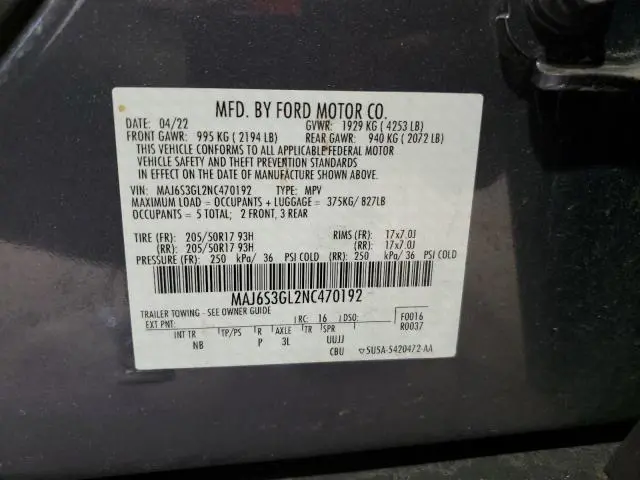 MFD. BY FORD MOTOR CO.
DATE: 04/22 GVWR: 1929 KG ( 4253 LB)
FRONT GAWR: 995 KG ( 2194 LB) REAR GAWR: 940 KG ( 2072 LB)
THIS VEHICLE CONFORMS TO ALL APPLICABLE FEDERAL MOTOR
VEHICLE SAFETY AND THEFT PREVENTION STANDARDS
IN EFFECT ON THE DATE OF MANUFACTURE SHOWN ABOVE.
VIN: MAJ6S3GL2NC470192 TYPE: MPV
MAXIMUM LOAD = OCCUPANTS + LUGGAGE = 375KG/ 827LB
OCCUPANTS = 5 TOTAL; 2 FRONT, 3 REAR
TIRE (FR): 205/50R17 93H RIMS (FR): 17x7.0J
(RR): 205/50R17 93H (RR): 17x7.0J
PRESSURE (FR): 250 kPa/ 36 PSI COLD (RR): 250 kPa/ 36 PSI COLD
MAJ6S3GL2NC470192
TRAILER TOWING - SEE OWNER GUIDE
EXT PNT: RC: 16 DSO: F0016
R0037
INT TR TP/PS R AXLE TR SPR
NB P 3L UUJJ
CBU 5USA-5420472-AA